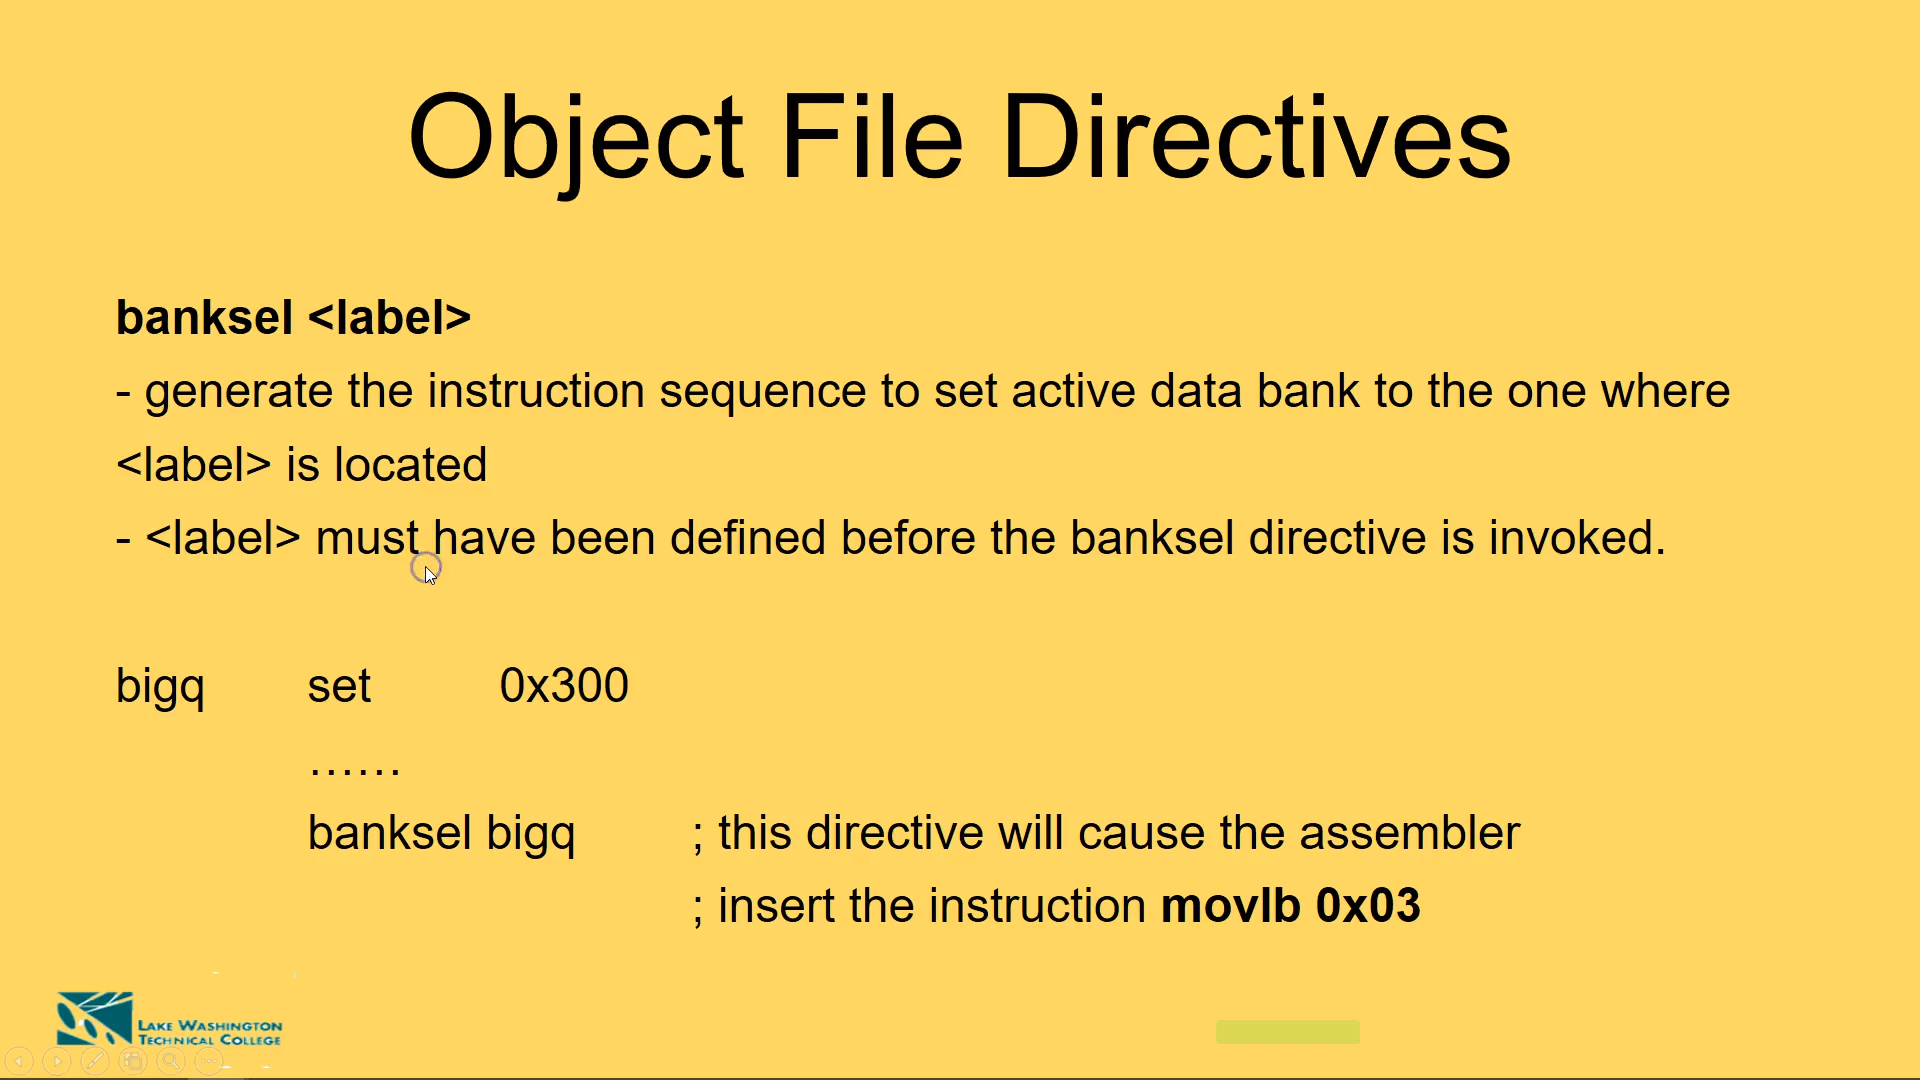 Object File Directives
banksel <label>
- generate the instruction sequence to set active data bank to the one where
<label> is located
- <label> must have been defined before the banksel directive is invoked.
bigq set 0x300
......
banksel bigq ; this directive will cause the assembler
; insert the instruction movlb 0x03
LAKE WASHINGTON
TECHNICAL COLLEGE